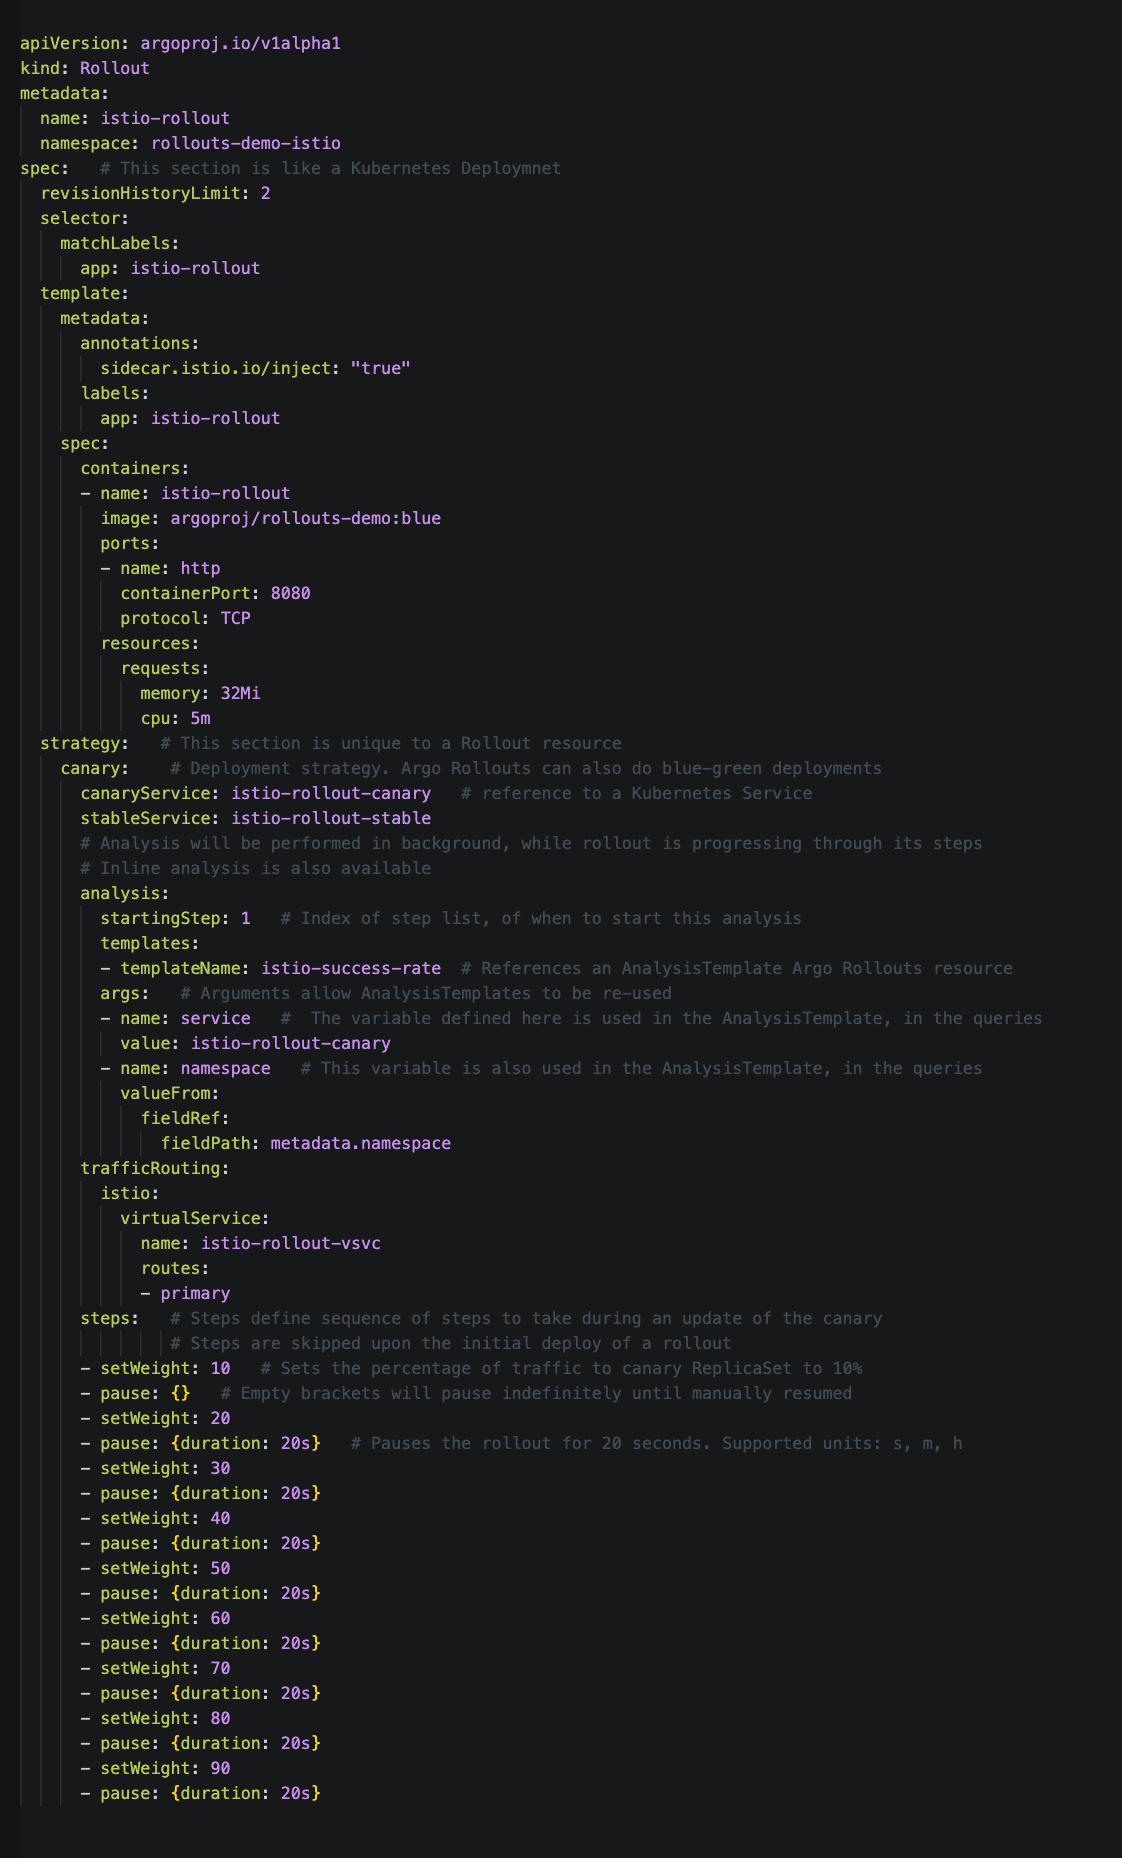 apiVersion: argoproj.io/v1alpha1
kind: Rollout
metadata:
  name: istio-rollout
  namespace: rollouts-demo-istio
spec:   # This section is like a Kubernetes Deploymnet
  revisionHistoryLimit: 2
  selector:
    matchLabels:
      app: istio-rollout
  template:
    metadata:
      annotations:
        sidecar.istio.io/inject: "true"
      labels:
        app: istio-rollout
    spec:
      containers:
      - name: istio-rollout
        image: argoproj/rollouts-demo:blue
        ports:
        - name: http
          containerPort: 8080
          protocol: TCP
        resources:
          requests:
            memory: 32Mi
            cpu: 5m
  strategy:   # This section is unique to a Rollout resource
    canary:    # Deployment strategy. Argo Rollouts can also do blue-green deployments
      canaryService: istio-rollout-canary   # reference to a Kubernetes Service
      stableService: istio-rollout-stable
      # Analysis will be performed in background, while rollout is progressing through its steps
      # Inline analysis is also available
      analysis:
        startingStep: 1   # Index of step list, of when to start this analysis
        templates:
        - templateName: istio-success-rate  # References an AnalysisTemplate Argo Rollouts resource
        args:   # Arguments allow AnalysisTemplates to be re-used
        - name: service   #  The variable defined here is used in the AnalysisTemplate, in the queries
          value: istio-rollout-canary
        - name: namespace   # This variable is also used in the AnalysisTemplate, in the queries
          valueFrom:
            fieldRef:
              fieldPath: metadata.namespace
      trafficRouting:
        istio:
          virtualService:
            name: istio-rollout-vsvc
            routes:
            - primary
      steps:   # Steps define sequence of steps to take during an update of the canary
               # Steps are skipped upon the initial deploy of a rollout
      - setWeight: 10   # Sets the percentage of traffic to canary ReplicaSet to 10%
      - pause: {}   # Empty brackets will pause indefinitely until manually resumed
      - setWeight: 20
      - pause: {duration: 20s}   # Pauses the rollout for 20 seconds. Supported units: s, m, h
      - setWeight: 30
      - pause: {duration: 20s}
      - setWeight: 40
      - pause: {duration: 20s}
      - setWeight: 50
      - pause: {duration: 20s}
      - setWeight: 60
      - pause: {duration: 20s}
      - setWeight: 70
      - pause: {duration: 20s}
      - setWeight: 80
      - pause: {duration: 20s}
      - setWeight: 90
      - pause: {duration: 20s}